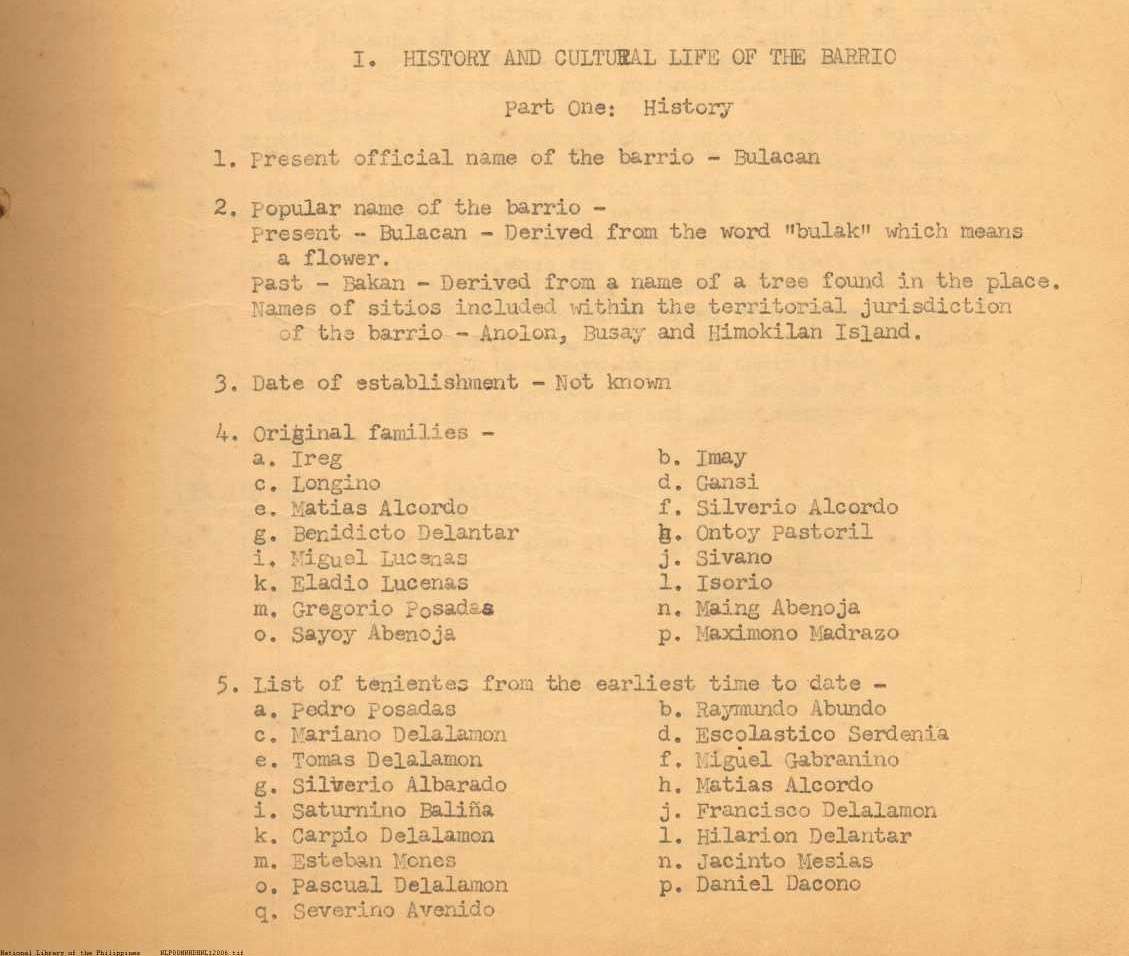 I. HISTORY AND CULTURAL LIFE OF THE BARRIO
Part One: History
1. Present official name of the barrio - Bulacan
2. Popular name of the barrio -
Present - Bulacan - Derived from the word "bulak" which means
a flower.
Past - Bakan - Derived from a name of a tree found in the place.
Names of sitios included within the territorial jurisdiction
of the barrio - Anolon, Busay and Himokilan Island.
3. Date of establishment - Not known
4. Original families -
a. Ireg b. Imay
c. Longino d. Gansi
e. Matias Alcordo f. Silverio Alcordo
g. Benidicto Delantar h. Ontoy Pastoril
i. Miguel Lucenas j. Sivano
k. Eladio Lucenas l. Isorio
m. Gregorio Posadas n. Maing Abenoja
o. Sayoy Abenoja p. Maximono Madrazo
5. List of tenientes from the earliest time to date -
a. Pedro Posadas b. Raymundo Abundo
c. Mariano Delalamon d. Escolastico Serdenia
e. Tomas Delalamon f. Miguel Gabranino
g. Silverio Albarado h. Matias Alcordo
i. Saturnino Baliña j. Francisco Delalamon
k. Carpio Delalamon l. Hilarion Delantar
m. Esteban Mones n. Jacinto Mesias
o. Pascual Delalamon p. Daniel Dacono
q. Severino Avenido
National Library of the Philippines